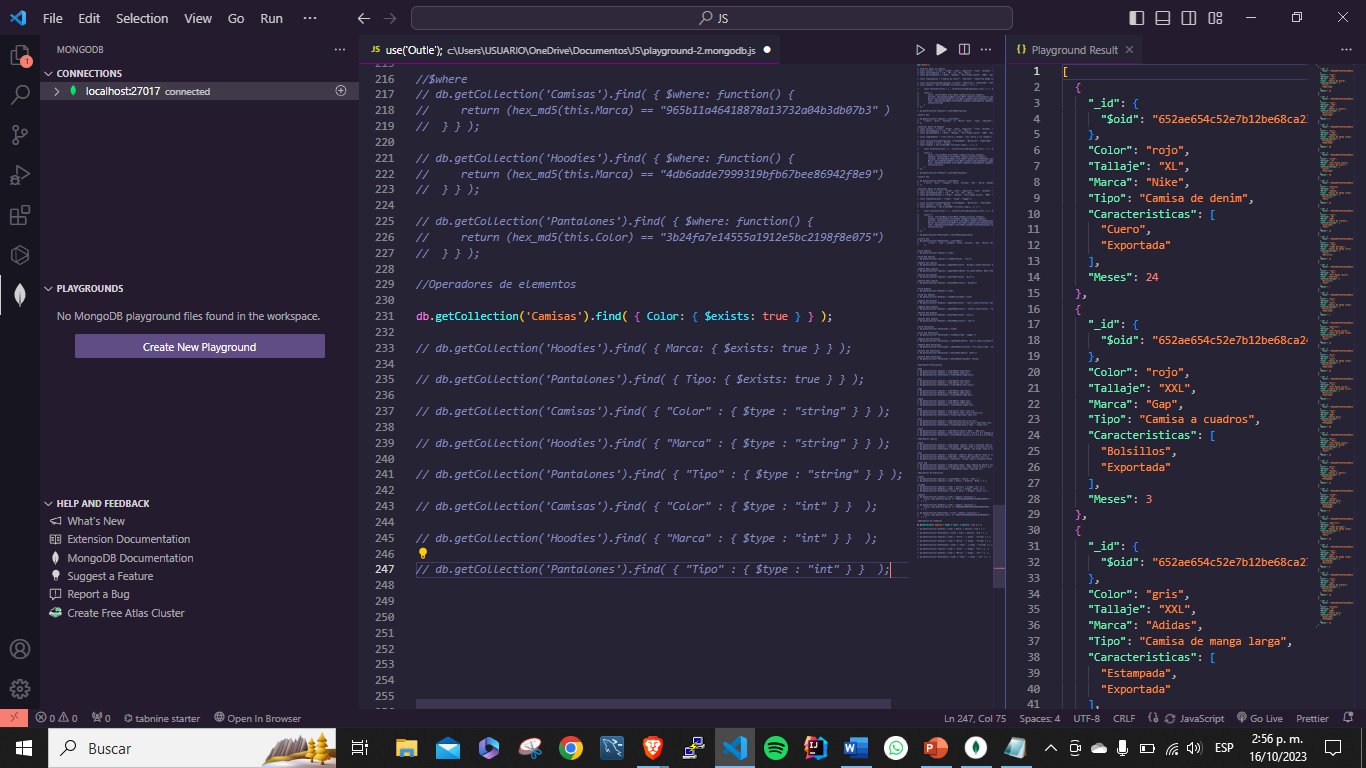 File Edit Selection View Go Run ···
JS
MONGODB
CONNECTIONS
localhost:27017 connected
PLAYGROUNDS
No MongoDB playground files found in the workspace.
Create New Playground
HELP AND FEEDBACK
What's New
Extension Documentation
MongoDB Documentation
Suggest a Feature
Report a Bug
Create Free Atlas Cluster
JS use('Outle'); c:\Users\USUARIO\OneDrive\Documentos\JS\playground-2.mongodb.js
216 //$where
217 // db.getCollection('Camisas').find( { $where: function() {
218 //     return (hex_md5(this.Marca) == "965b11a46418878a13732a04b3db07b3" )
219 //  } } );
220
221 // db.getCollection('Hoodies').find( { $where: function() {
222 //     return (hex_md5(this.Marca) == "4db6adde7999319bfb67bee86942f8e9")
223 //  } } );
224
225 // db.getCollection('Pantalones').find( { $where: function() {
226 //     return (hex_md5(this.Color) == "3b24fa7e14555a1912e5bc2198f8e075")
227 //  } } );
228
229 //Operadores de elementos
230
231 db.getCollection('Camisas').find( { Color: { $exists: true } } );
232
233 // db.getCollection('Hoodies').find( { Marca: { $exists: true } } );
234
235 // db.getCollection('Pantalones').find( { Tipo: { $exists: true } } );
236
237 // db.getCollection('Camisas').find( { "Color" : { $type : "string" } } );
238
239 // db.getCollection('Hoodies').find( { "Marca" : { $type : "string" } } );
240
241 // db.getCollection('Pantalones').find( { "Tipo" : { $type : "string" } } );
242
243 // db.getCollection('Camisas').find( { "Color" : { $type : "int" } }  );
244
245 // db.getCollection('Hoodies').find( { "Marca" : { $type : "int" } }  );
246
247 // db.getCollection('Pantalones').find( { "Tipo" : { $type : "int" } }  );
248
249
250
251
252
253
254
255
{} Playground Result
1 [
2 {
3 "_id": {
4 "$oid": "652ae654c52e7b12be68ca2
5 },
6 "Color": "rojo",
7 "Tallaje": "XL",
8 "Marca": "Nike",
9 "Tipo": "Camisa de denim",
10 "Caracteristicas": [
11 "Cuero",
12 "Exportada"
13 ],
14 "Meses": 24
15 },
16 {
17 "_id": {
18 "$oid": "652ae654c52e7b12be68ca2
19 },
20 "Color": "rojo",
21 "Tallaje": "XXL",
22 "Marca": "Gap",
23 "Tipo": "Camisa a cuadros",
24 "Caracteristicas": [
25 "Bolsillos",
26 "Exportada"
27 ],
28 "Meses": 3
29 },
30 {
31 "_id": {
32 "$oid": "652ae654c52e7b12be68ca2
33 },
34 "Color": "gris",
35 "Tallaje": "XXL",
36 "Marca": "Adidas",
37 "Tipo": "Camisa de manga larga",
38 "Caracteristicas": [
39 "Estampada",
40 "Exportada"
41 ],
0 0 0 tabnine starter Open In Browser
Ln 247, Col 75 Spaces: 4 UTF-8 CRLF JavaScript Go Live Prettier
Buscar
ESP
2:56 p. m.
16/10/2023